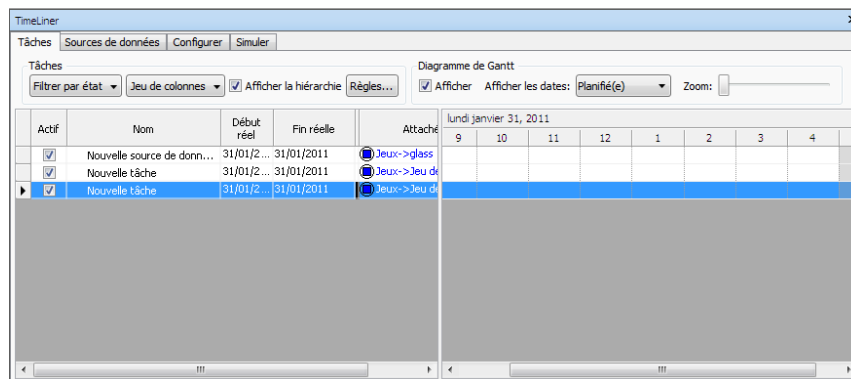 TimeLiner
Tâches Sources de données Configurer Simuler
Tâches
Filtrer par état Jeu de colonnes Afficher la hiérarchie Règles...
Diagramme de Gantt
Afficher Afficher les dates: Planifié(e) Zoom:
Actif Nom Début réel Fin réelle Attaché
lundi janvier 31, 2011
9 10 11 12 1 2 3 4
Nouvelle source de donn... 31/01/2... 31/01/2011 Jeux->glass
Nouvelle tâche 31/01/2... 31/01/2011 Jeux->Jeu de
Nouvelle tâche 31/01/2... 31/01/2011 Jeux->Jeu de